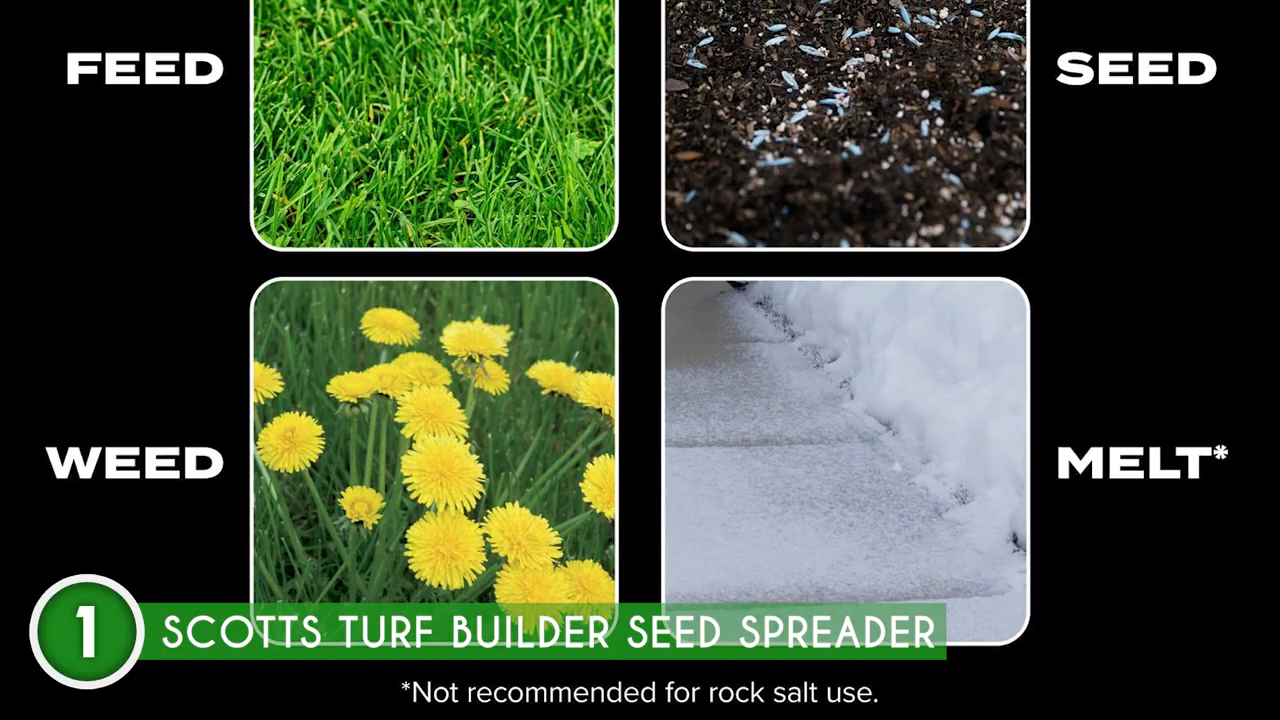 FEED
SEED
WEED
MELT*
1
SCOTTS TURF BUILDER SEED SPREADER
*Not recommended for rock salt use.